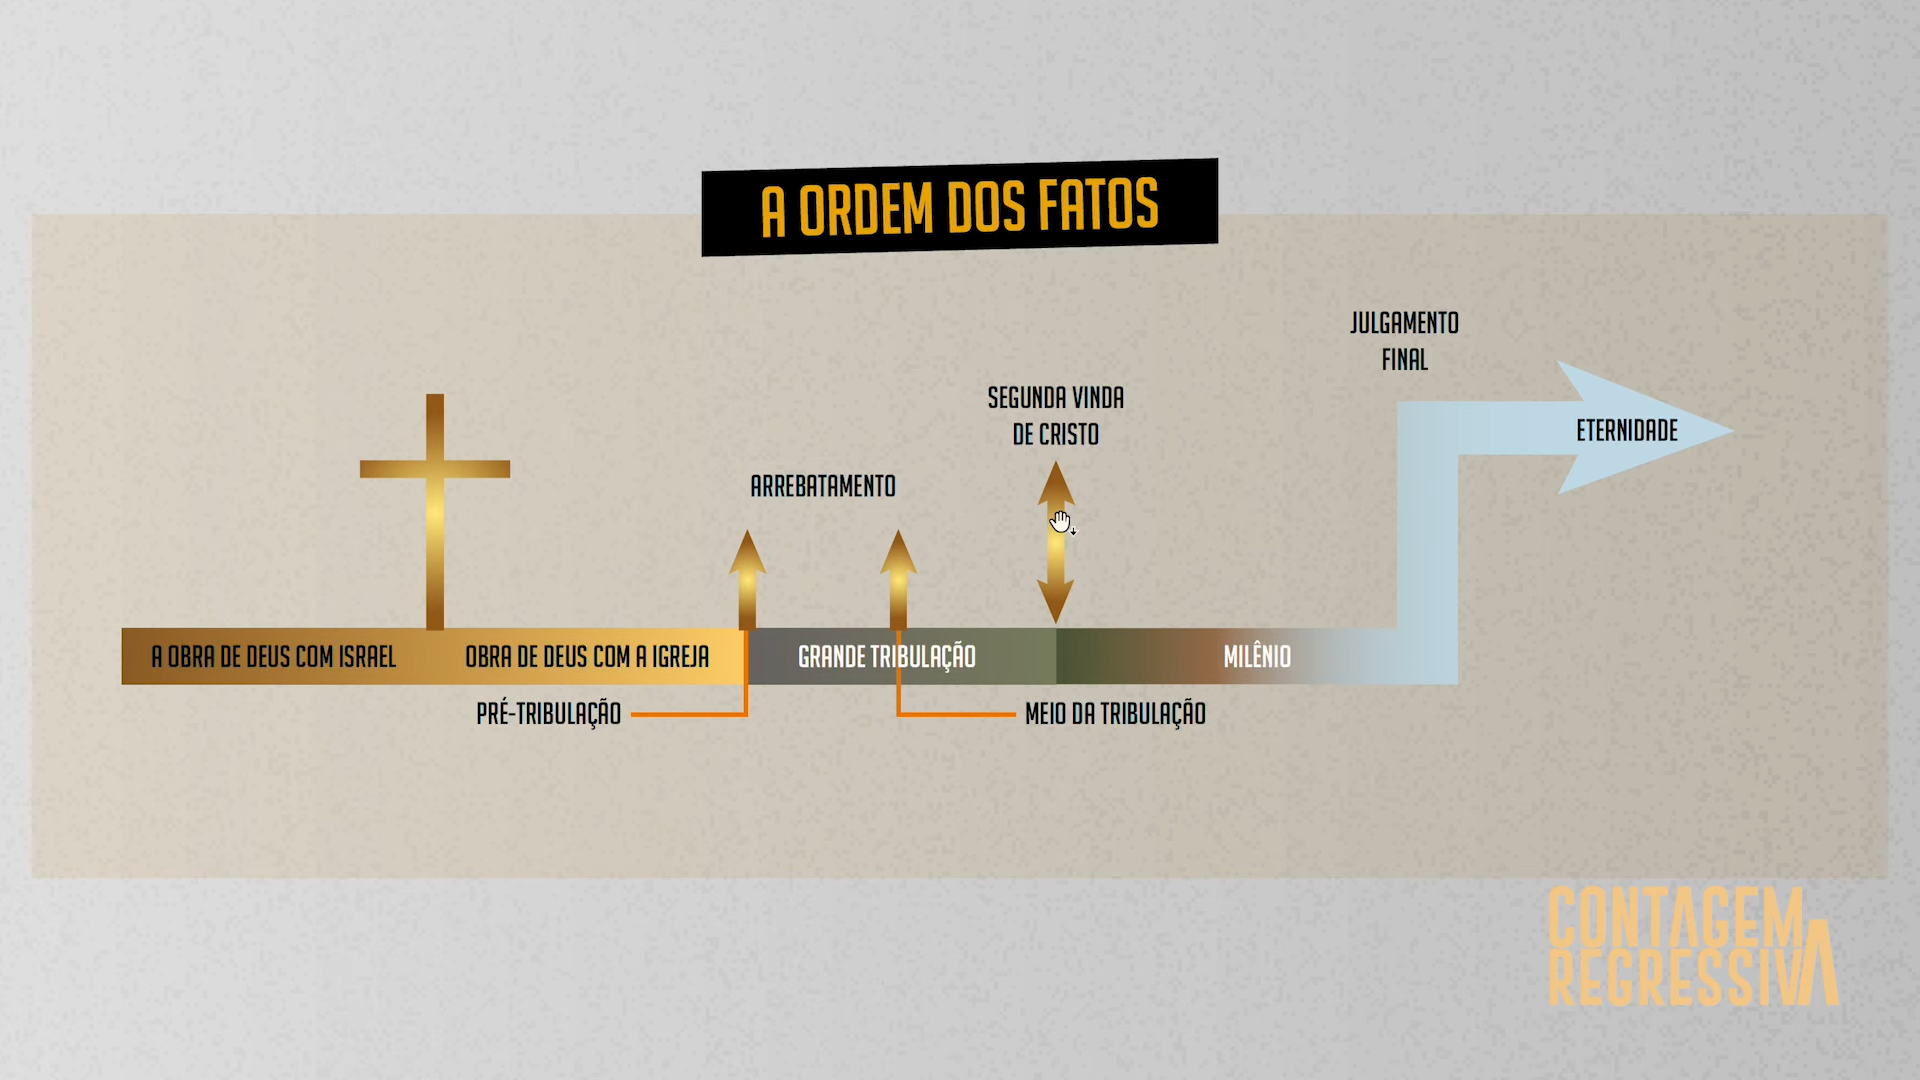 A ORDEM DOS FATOS
JULGAMENTO
FINAL
SEGUNDA VINDA
DE CRISTO
ETERNIDADE
ARREBATAMENTO
A OBRA DE DEUS COM ISRAEL
OBRA DE DEUS COM A IGREJA
GRANDE TRIBULAÇÃO
MILÊNIO
PRÉ-TRIBULAÇÃO
MEIO DA TRIBULAÇÃO
CONTAGEM
REGRESSIVA